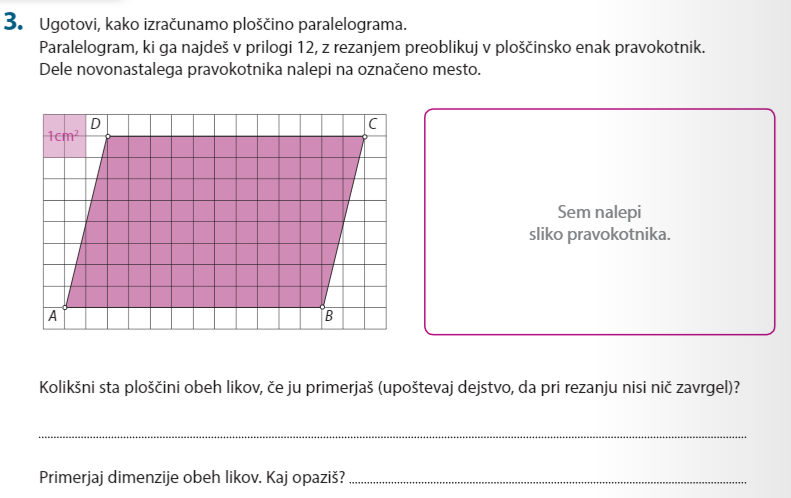 3. Ugotovi, kako izračunamo ploščino paralelograma.
Paralelogram, ki ga najdeš v prilogi 12, z rezanjem preoblikuj v ploščinsko enak pravokotnik.
Dele novonastalega pravokotnika nalepi na označeno mesto.
1cm²
D
C
A
B
Sem nalepi
sliko pravokotnika.
Kolikšni sta ploščini obeh likov, če ju primerjaš (upoštevaj dejstvo, da pri rezanju nisi nič zavrgel)?
Primerjaj dimenzije obeh likov. Kaj opaziš?